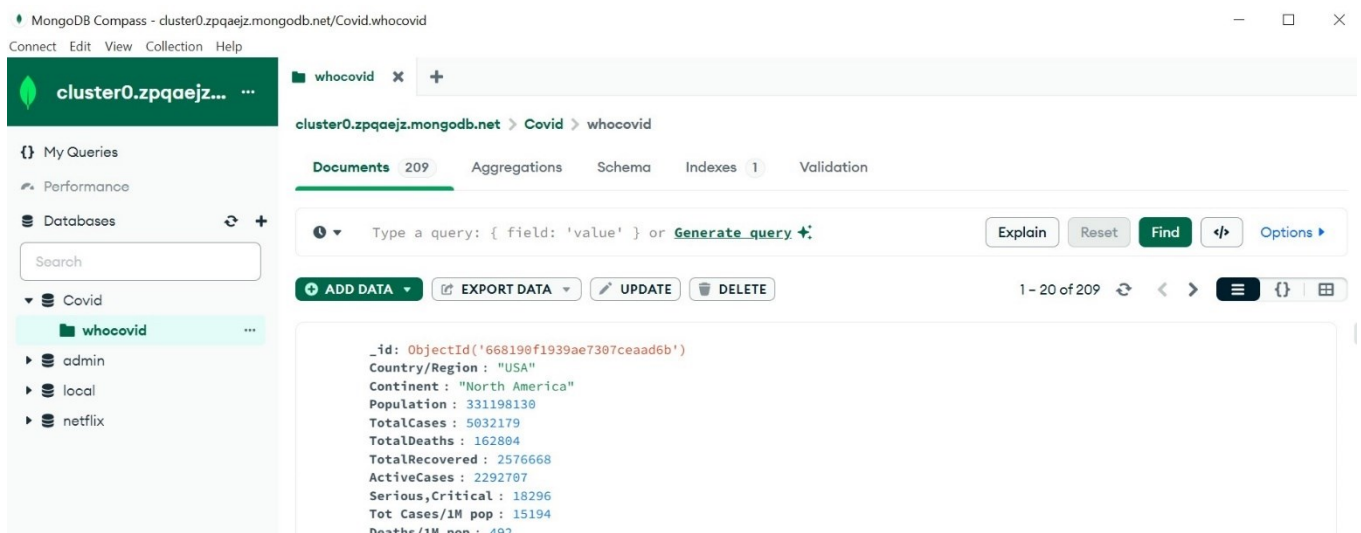 MongoDB Compass - cluster0.zpqaejz.mongodb.net/Covid.whocovid
Connect Edit View Collection Help
cluster0.zpqaejz... ...
whocovid
cluster0.zpqaejz.mongodb.net > Covid > whocovid
{} My Queries
Documents 209 Aggregations Schema Indexes 1 Validation
Performance
Databases
Type a query: { field: 'value' } or Generate query
Explain Reset Find </> Options
Search
ADD DATA EXPORT DATA UPDATE DELETE
1 – 20 of 209 {}
Covid
whocovid ...
admin
local
netflix
_id: ObjectId('668190f1939ae7307ceaad6b')
Country/Region : "USA"
Continent : "North America"
Population : 331198130
TotalCases : 5032179
TotalDeaths : 162804
TotalRecovered : 2576668
ActiveCases : 2292707
Serious,Critical : 18296
Tot Cases/1M pop : 15194
Deaths/1M pop : 492